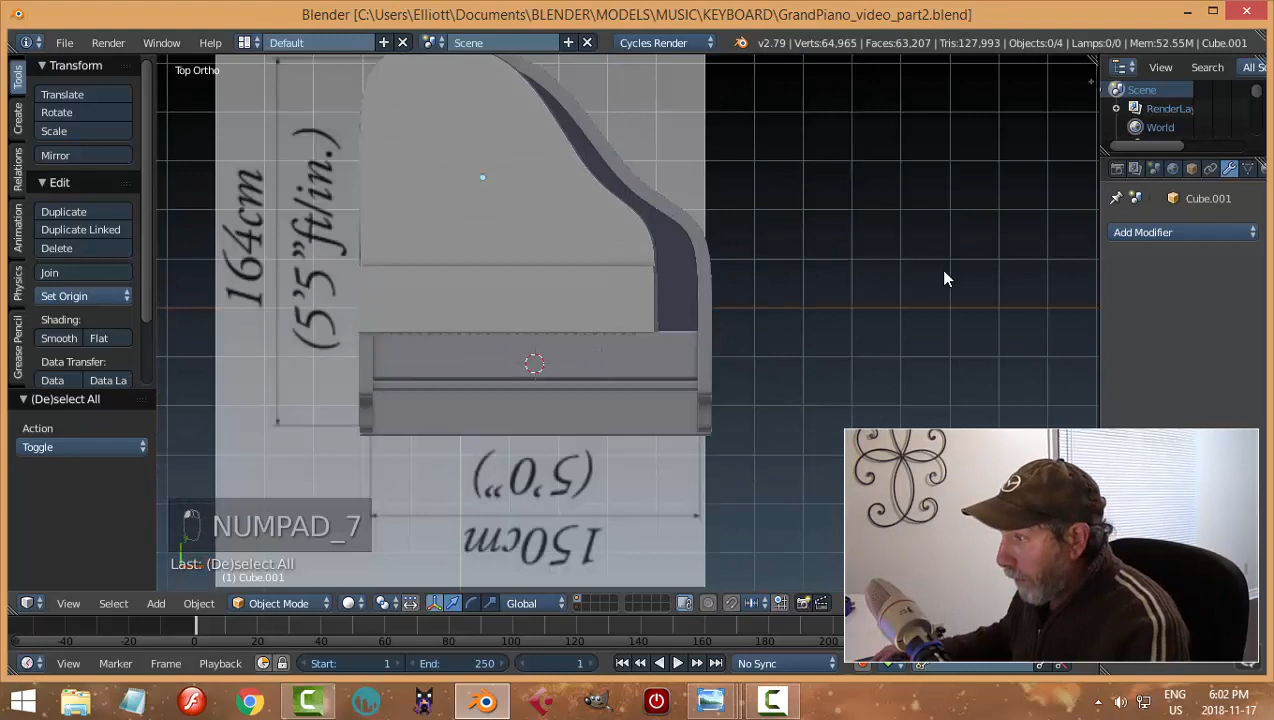 Blender [C:\Users\Elliott\Documents\BLENDER\MODELS\MUSIC\KEYBOARD\GrandPiano_video_part2.blend]
File Render Window Help Default Scene Cycles Render v2.79 | Verts:64,965 | Faces:63,207 | Tris:127,993 | Objects:0/4 | Lamps:0/0 | Mem:52.55M | Cube.001
Tools
Create
Relations
Animation
Physics
Grease Pencil
Transform
Translate
Rotate
Scale
Mirror
Edit
Duplicate
Duplicate Linked
Delete
Join
Set Origin
Shading:
Smooth Flat
Data Transfer:
Data Data La
(De)select All
Action
Toggle
Top Ortho
164cm
(5'5"ft/in.)
(5'0")
150cm
NUMPAD_7
Last: (De)select All
(1) Cube.001
View Search All S
Scene
RenderLay
World
Cube.001
Add Modifier
View Select Add Object Object Mode Global
-40 -20 0 20 40 60 80 100 120 140 160 180 200
View Marker Frame Playback Start: 1 End: 250 1 No Sync
ENG
US
6:02 PM
2018-11-17